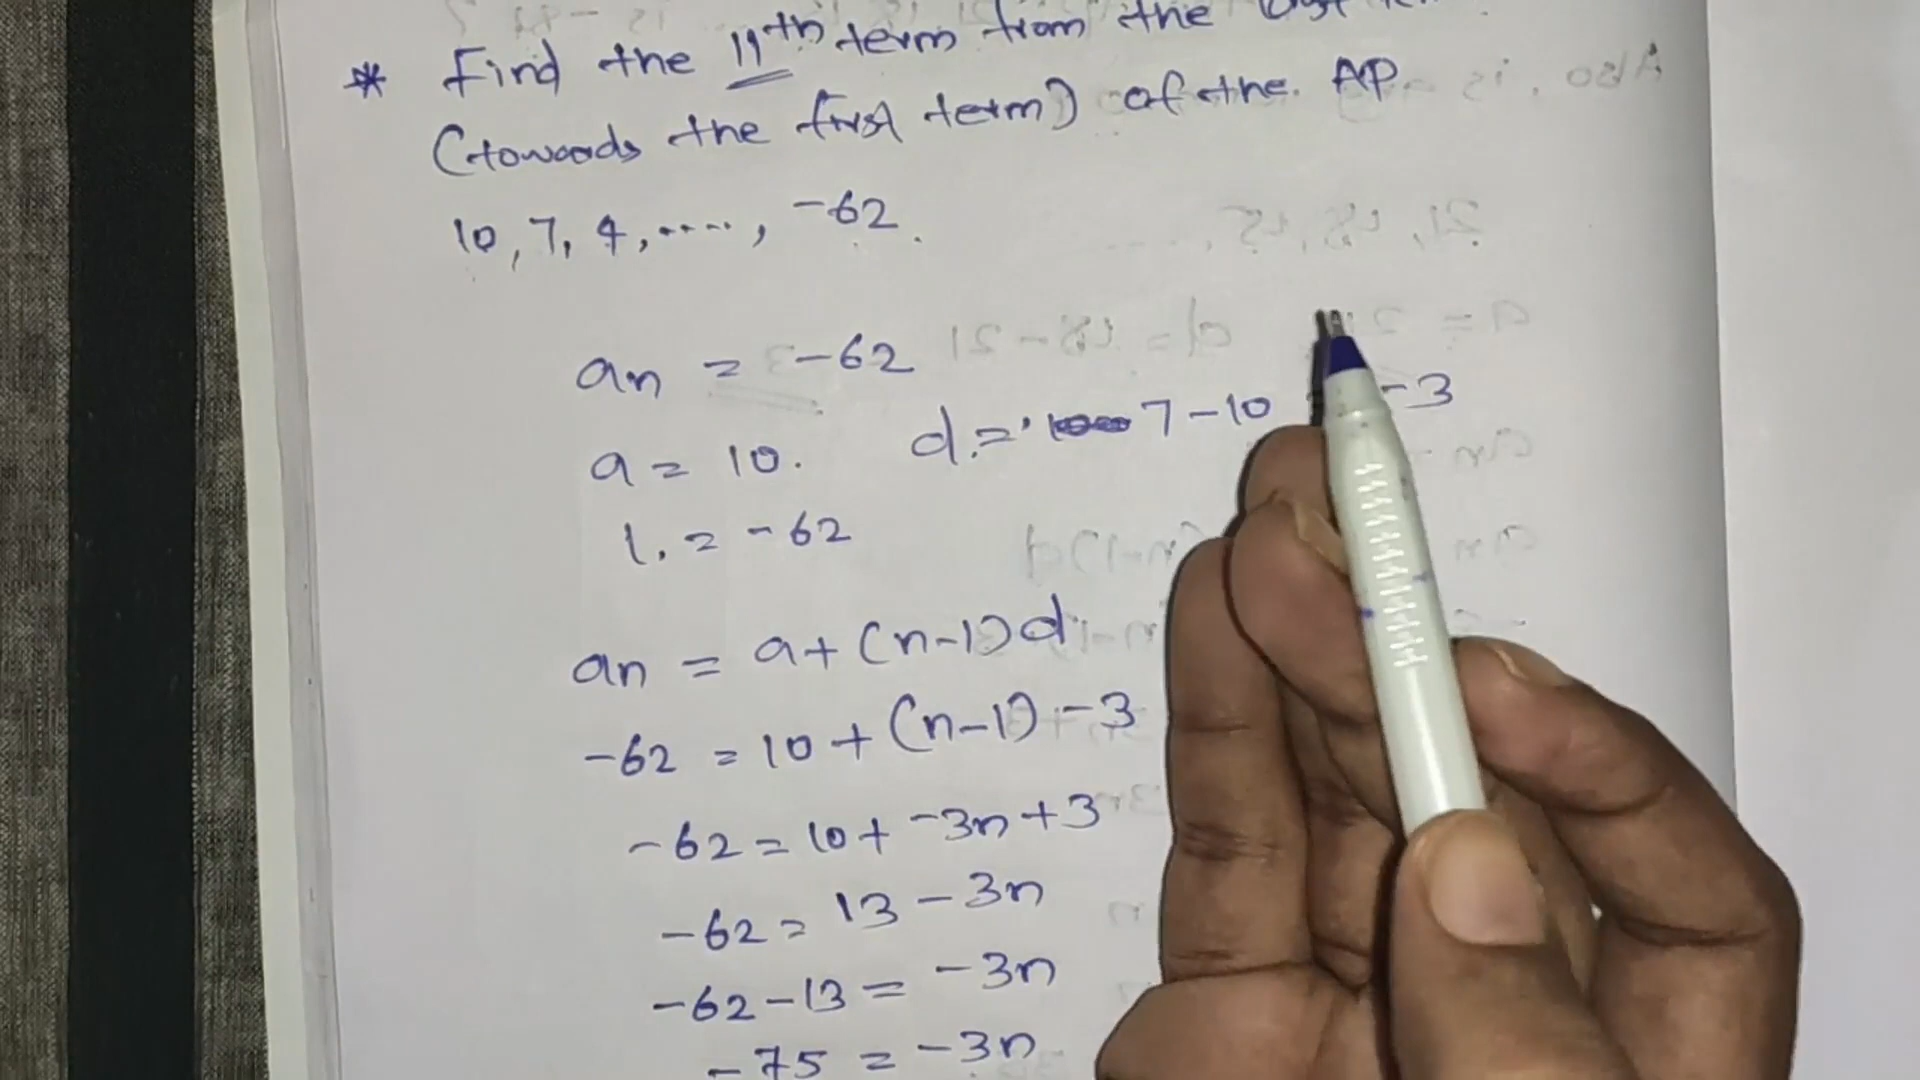 * Find the 11th term from the last
(towards the first term) of the AP
10, 7, 4, ....., -62.
an = -62
a = 10. d = 7-10 -3
l. = -62
an = a+(n-1)d
-62 = 10+(n-1)-3
-62 = 10+ -3n+3
-62 = 13-3n
-62-13 = -3n
-75 = -3n